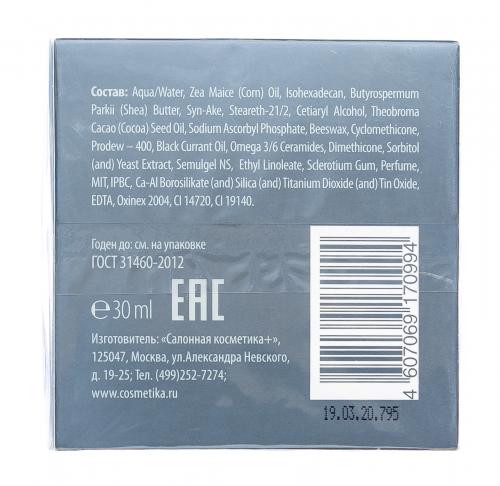 Состав: Aqua/Water, Zea Maice (Corn) Oil, Isohexadecan, Butyrospermum
Parkii (Shea) Butter, Syn-Ake, Steareth-21/2, Cetiaryl Alcohol, Theobroma
Cacao (Cocoa) Seed Oil, Sodium Ascorbyl Phosphate, Beeswax, Cyclomethicone,
Prodew – 400, Black Currant Oil, Omega 3/6 Ceramides, Dimethicone, Sorbitol
(and) Yeast Extract, Semulgel NS, Ethyl Linoleate, Sclerotium Gum, Perfume,
MIT, IPBC, Ca-Al Borosilikate (and) Silica (and) Titanium Dioxide (and) Tin Oxide,
EDTA, Oxinex 2004, CI 14720, CI 19140.
Годен до: см. на упаковке
ГОСТ 31460-2012
℮30 ml EAC
Изготовитель: «Салонная косметика+»,
125047, Москва, ул.Александра Невского,
д. 19-25; Тел.(499)252-7274;
www.cosmetika.ru
4 607069 170994
19.03.20.795